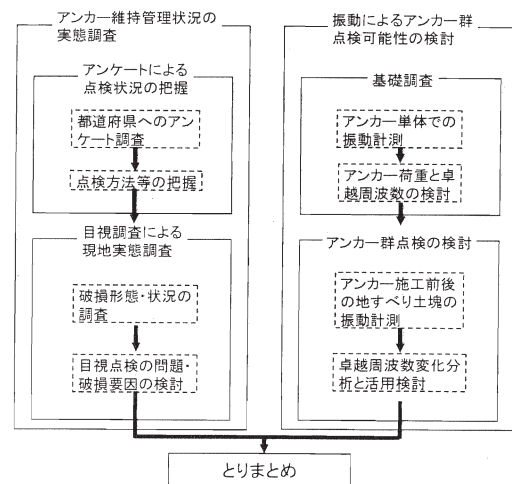 アンカー維持管理状況の
実態調査
アンケートによる
点検状況の把握
都道府県へのアン
ケート調査
点検方法等の把握
目視調査による
現地実態調査
破損形態・状況の
調査
目視点検の問題・
破損要因の検討
振動によるアンカー群
点検可能性の検討
基礎調査
アンカー単体での
振動計測
アンカー荷重と卓
越周波数の検討
アンカー群点検の検討
アンカー施工前後
の地すべり土塊の
振動計測
卓越周波数変化分
析と活用検討
とりまとめ